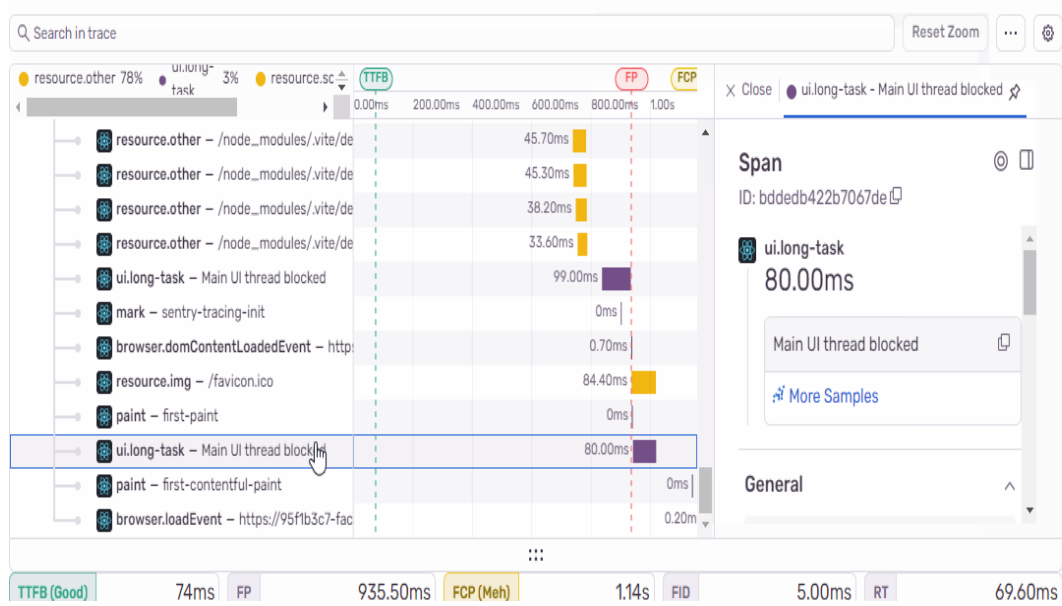 Search in trace
Reset Zoom
...
resource.other 78%
ui.long-task 3%
resource.sc
TTFB
FP
FCP
0.00ms 200.00ms 400.00ms 600.00ms 800.00ms 1.00s
Close
ui.long-task - Main UI thread blocked
resource.other – /node_modules/.vite/de
45.70ms
resource.other – /node_modules/.vite/de
45.30ms
resource.other – /node_modules/.vite/de
38.20ms
resource.other – /node_modules/.vite/de
33.60ms
ui.long-task – Main UI thread blocked
99.00ms
mark – sentry-tracing-init
0ms
browser.domContentLoadedEvent – https
0.70ms
resource.img – /favicon.ico
84.40ms
paint – first-paint
0ms
ui.long-task – Main UI thread blocked
80.00ms
paint – first-contentful-paint
0ms
browser.loadEvent – https://95f1b3c7-fac
0.20m
Span
ID: bddedb422b7067de
ui.long-task
80.00ms
Main UI thread blocked
More Samples
General
TTFB (Good) 74ms
FP 935.50ms
FCP (Meh) 1.14s
FID 5.00ms
RT 69.60ms